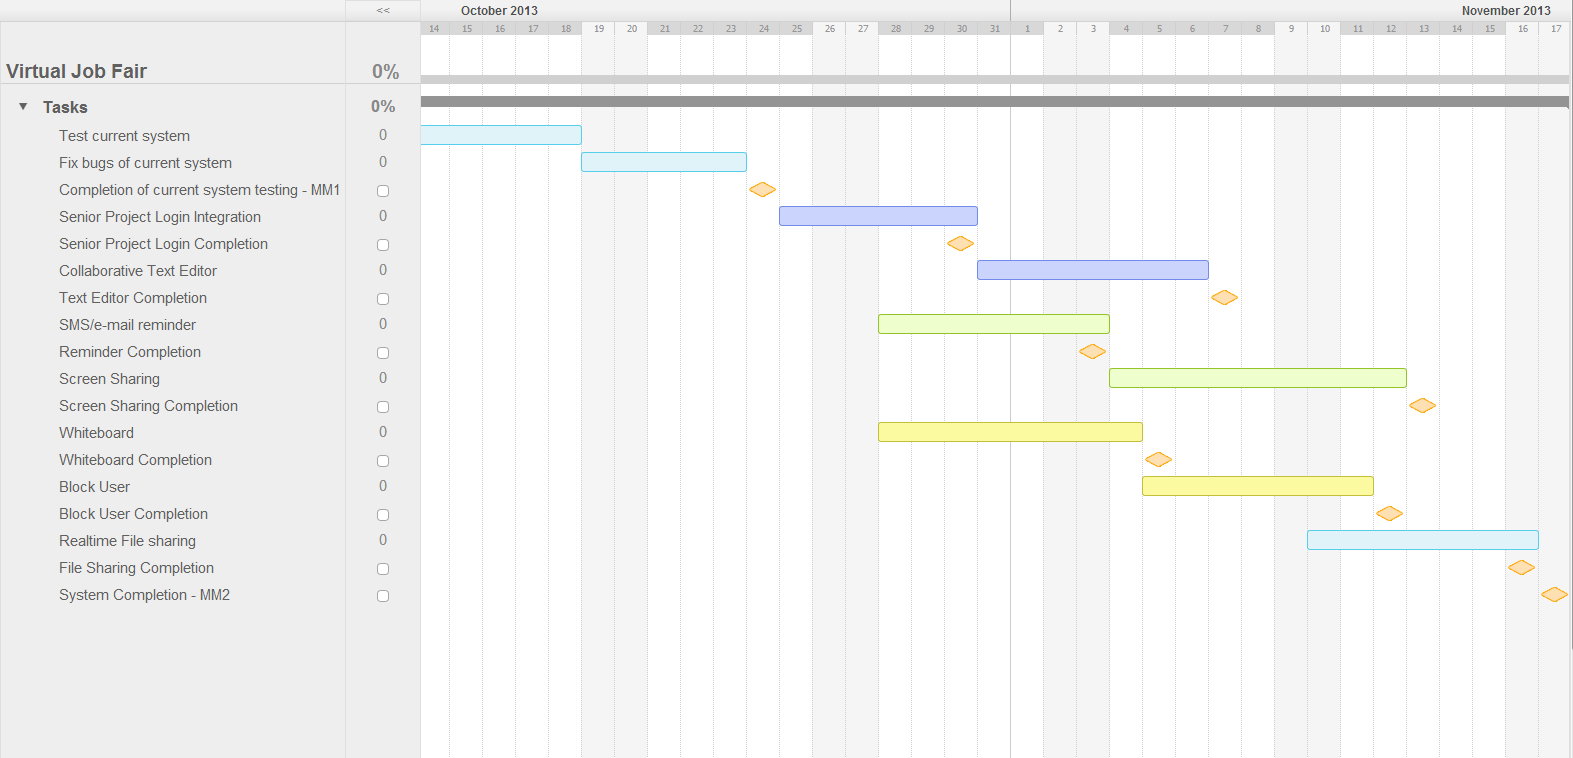 << October 2013 November 2013
14 15 16 17 18 19 20 21 22 23 24 25 26 27 28 29 30 31 1 2 3 4 5 6 7 8 9 10 11 12 13 14 15 16 17
Virtual Job Fair 0%
Tasks 0%
Test current system 0
Fix bugs of current system 0
Completion of current system testing - MM1
Senior Project Login Integration 0
Senior Project Login Completion
Collaborative Text Editor 0
Text Editor Completion
SMS/e-mail reminder 0
Reminder Completion
Screen Sharing 0
Screen Sharing Completion
Whiteboard 0
Whiteboard Completion
Block User 0
Block User Completion
Realtime File sharing 0
File Sharing Completion
System Completion - MM2